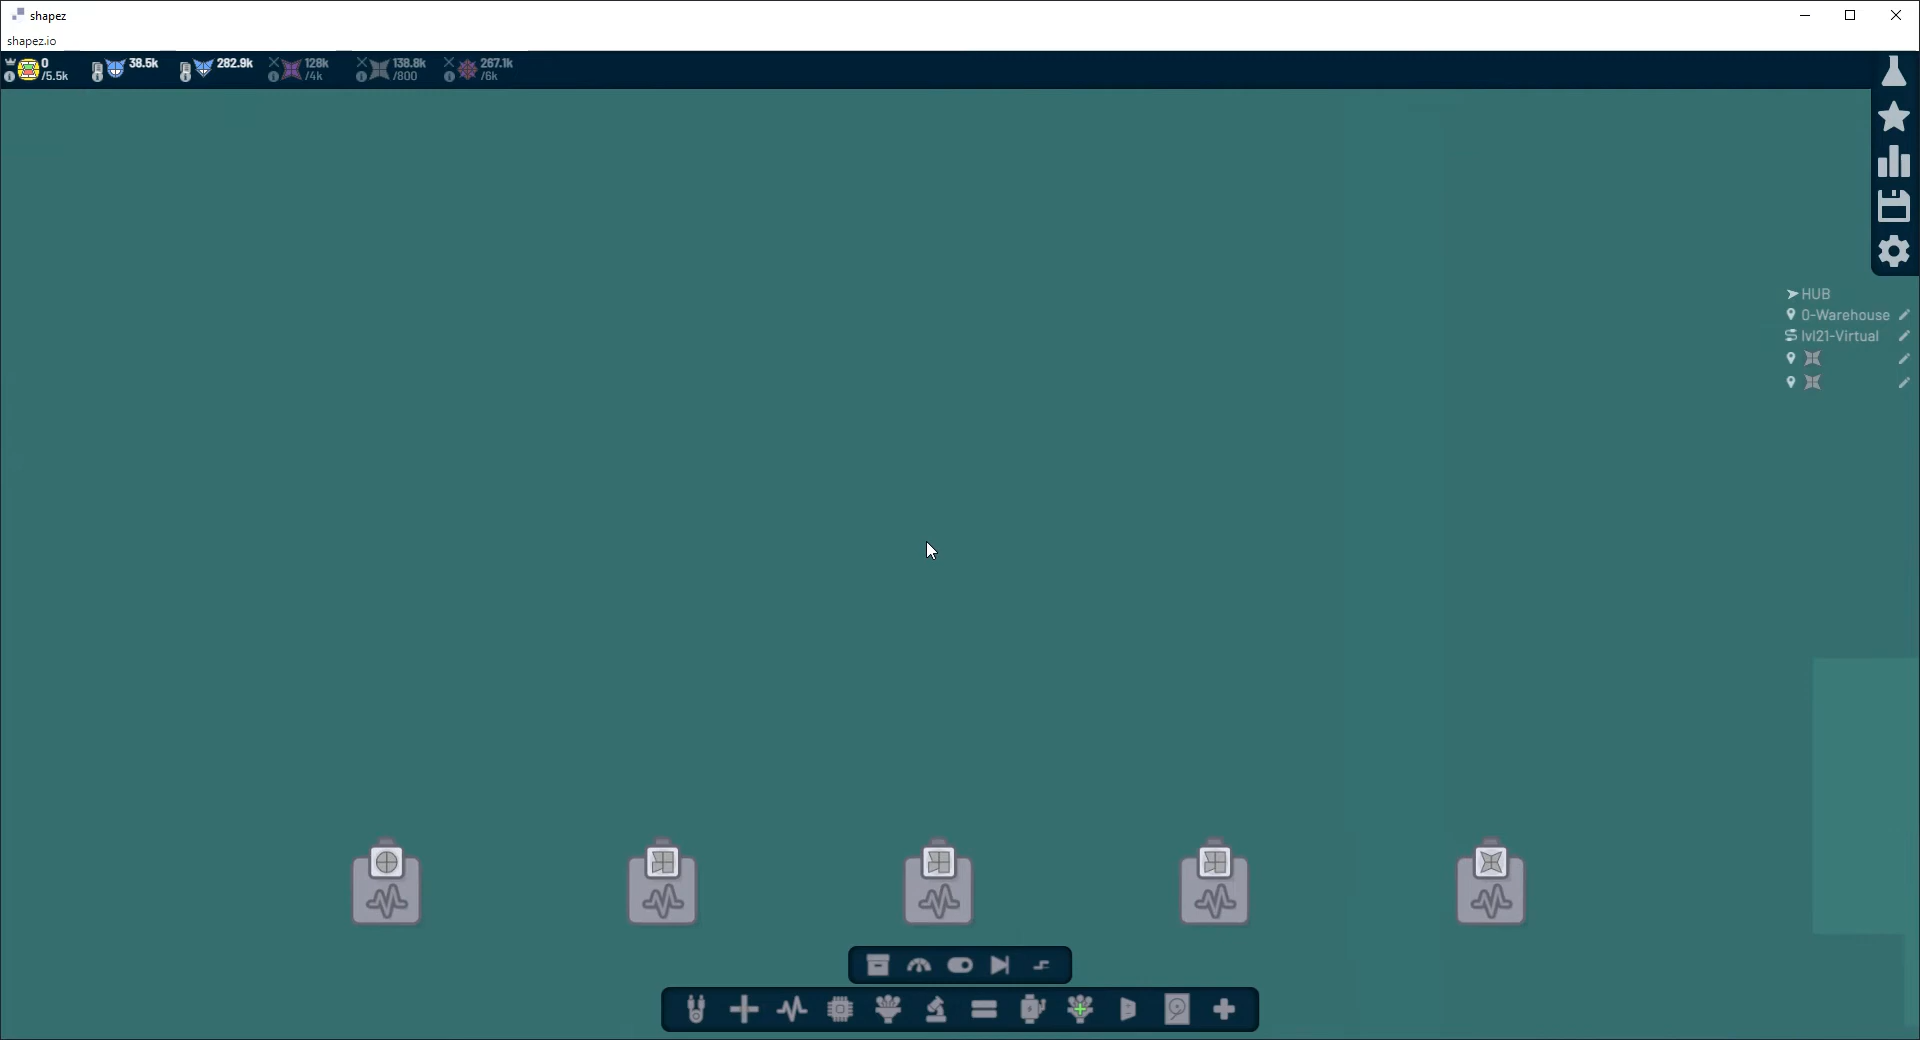 shapez
shapez.io
0
/5.5k
38.5k
282.9k
128k
/4k
138.8k
/800
267.1k
/6k
HUB
0-Warehouse
lvl21-Virtual